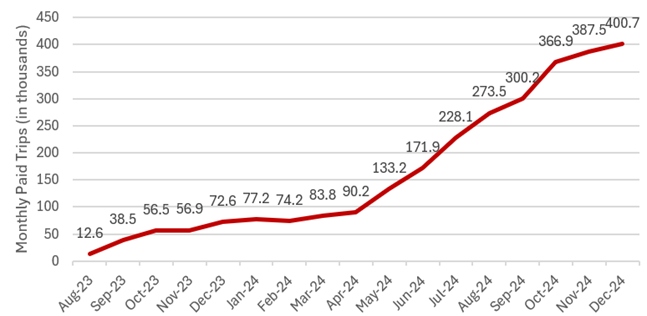 Monthly Paid Trips (in thousands)
450
400
350
300
250
200
150
100
50
0
12.6
38.5
56.5
56.9
72.6
77.2
74.2
83.8
90.2
133.2
171.9
228.1
273.5
300.2
366.9
387.5
400.7
Aug-23
Sep-23
Oct-23
Nov-23
Dec-23
Jan-24
Feb-24
Mar-24
Apr-24
May-24
Jun-24
Jul-24
Aug-24
Sep-24
Oct-24
Nov-24
Dec-24